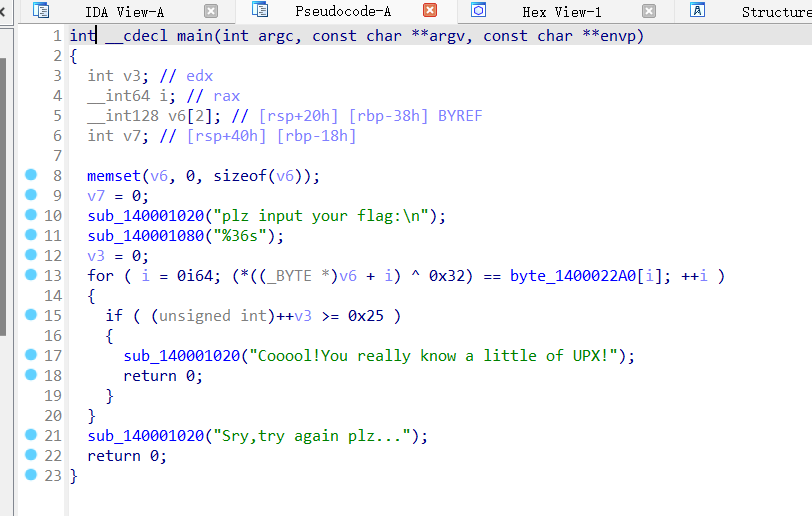 IDA View-A Pseudocode-A Hex View-1 Structure
1 int __cdecl main(int argc, const char **argv, const char **envp)
2 {
3 int v3; // edx
4 __int64 i; // rax
5 __int128 v6[2]; // [rsp+20h] [rbp-38h] BYREF
6 int v7; // [rsp+40h] [rbp-18h]
7
8 memset(v6, 0, sizeof(v6));
9 v7 = 0;
10 sub_140001020("plz input your flag:\n");
11 sub_140001080("%36s");
12 v3 = 0;
13 for ( i = 0i64; (*((_BYTE *)v6 + i) ^ 0x32) == byte_1400022A0[i]; ++i )
14 {
15 if ( (unsigned int)++v3 >= 0x25 )
16 {
17 sub_140001020("Cooool!You really know a little of UPX!");
18 return 0;
19 }
20 }
21 sub_140001020("Sry,try again plz...");
22 return 0;
23 }